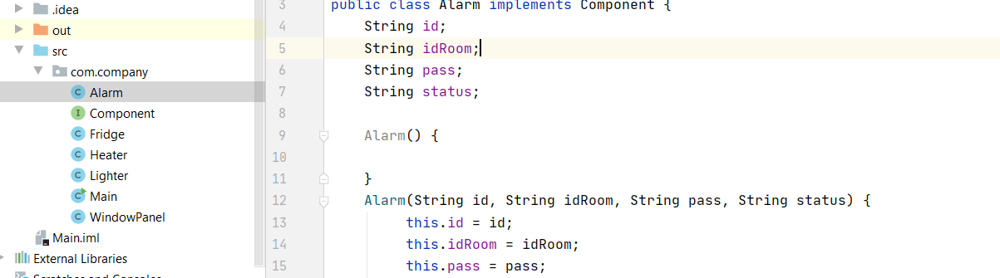 .idea
out
src
com.company
C Alarm
I Component
C Fridge
C Heater
C Lighter
C Main
C WindowPanel
Main.iml
External Libraries
Scratches and Consoles
3 public class Alarm implements Component {
4 String id;
5 String idRoom;
6 String pass;
7 String status;
8
9 Alarm() {
10
11 }
12 Alarm(String id, String idRoom, String pass, String status) {
13 this.id = id;
14 this.idRoom = idRoom;
15 this.pass = pass;